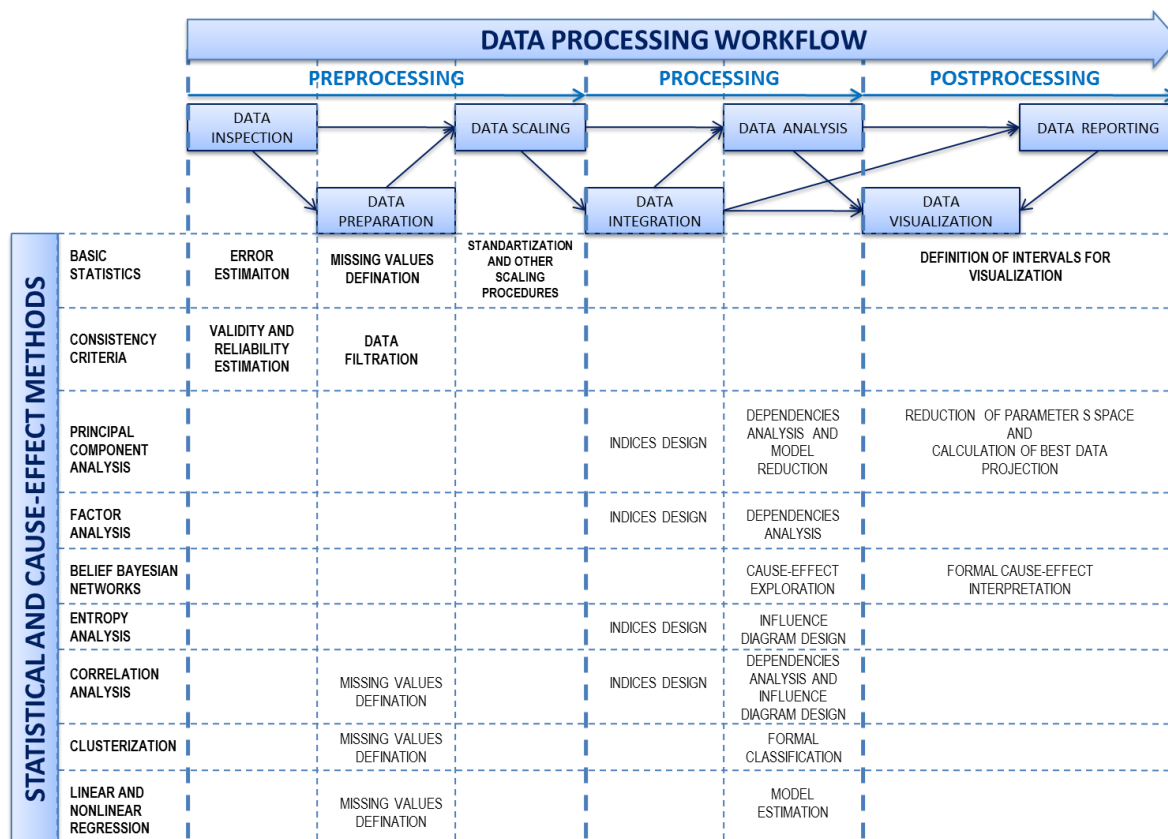 DATA PROCESSING WORKFLOW
PREPROCESSING
PROCESSING
POSTPROCESSING
DATA
INSPECTION
DATA SCALING
DATA ANALYSIS
DATA REPORTING
DATA
PREPARATION
DATA
INTEGRATION
DATA
VISUALIZATION
STATISTICAL AND CAUSE-EFFECT METHODS
BASIC
STATISTICS
ERROR
ESTIMAITON
MISSING VALUES
DEFINATION
STANDARTIZATION
AND OTHER
SCALING
PROCEDURES
DEFINITION OF INTERVALS FOR
VISUALIZATION
CONSISTENCY
CRITERIA
VALIDITY AND
RELIABILITY
ESTIMATION
DATA
FILTRATION
PRINCIPAL
COMPONENT
ANALYSIS
INDICES DESIGN
DEPENDENCIES
ANALYSIS AND
MODEL
REDUCTION
REDUCTION OF PARAMETER S SPACE
AND
CALCULATION OF BEST DATA
PROJECTION
FACTOR
ANALYSIS
INDICES DESIGN
DEPENDENCIES
ANALYSIS
BELIEF BAYESIAN
NETWORKS
CAUSE-EFFECT
EXPLORATION
FORMAL CAUSE-EFFECT
INTERPRETATION
ENTROPY
ANALYSIS
INDICES DESIGN
INFLUENCE
DIAGRAM DESIGN
CORRELATION
ANALYSIS
MISSING VALUES
DEFINATION
INDICES DESIGN
DEPENDENCIES
ANALYSIS AND
INFLUENCE
DIAGRAM DESIGN
CLUSTERIZATION
MISSING VALUES
DEFINATION
FORMAL
CLASSIFICATION
LINEAR AND
NONLINEAR
REGRESSION
MISSING VALUES
DEFINATION
MODEL
ESTIMATION